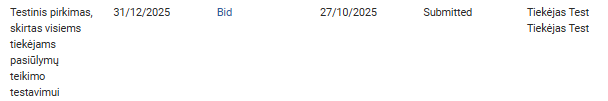 Testinis pirkimas, 31/12/2025 Bid 27/10/2025 Submitted Tiekėjas Test
skirtas visiems Tiekėjas Test
tiekėjams
pasiūlymų
teikimo
testavimui